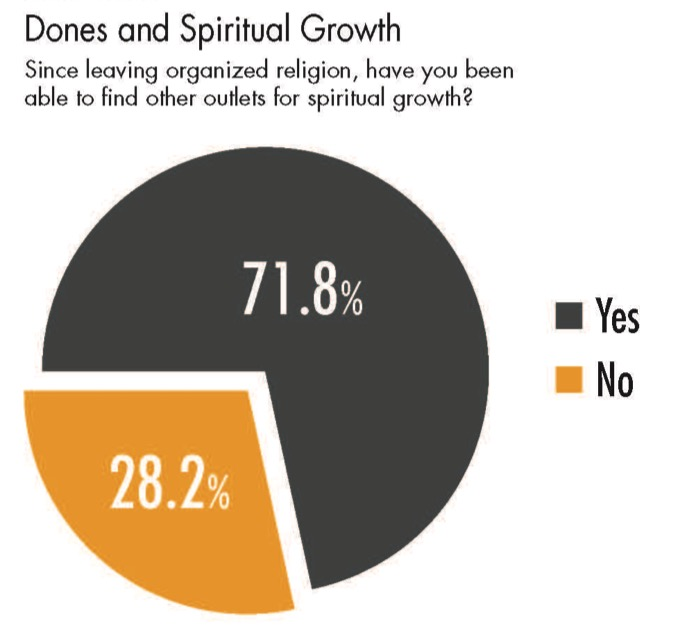 Dones and Spiritual Growth
Since leaving organized religion, have you been
able to find other outlets for spiritual growth?
71.8%
Yes
No
28.2%